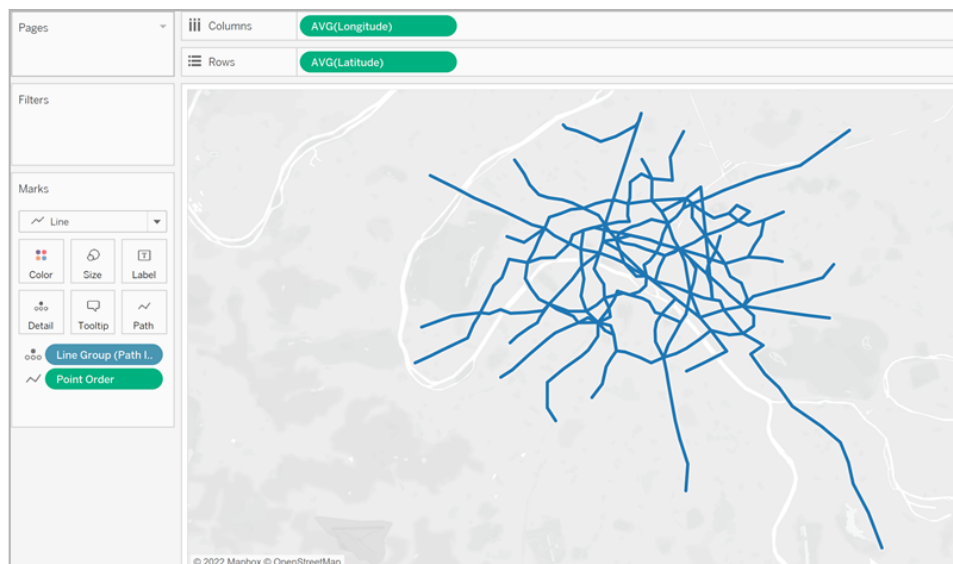 Pages
Columns
AVG(Longitude)
Rows
AVG(Latitude)
Filters
Marks
Line
Color Size Label
Detail Tooltip Path
Line Group (Path I..
Point Order
© 2022 Mapbox © OpenStreetMap